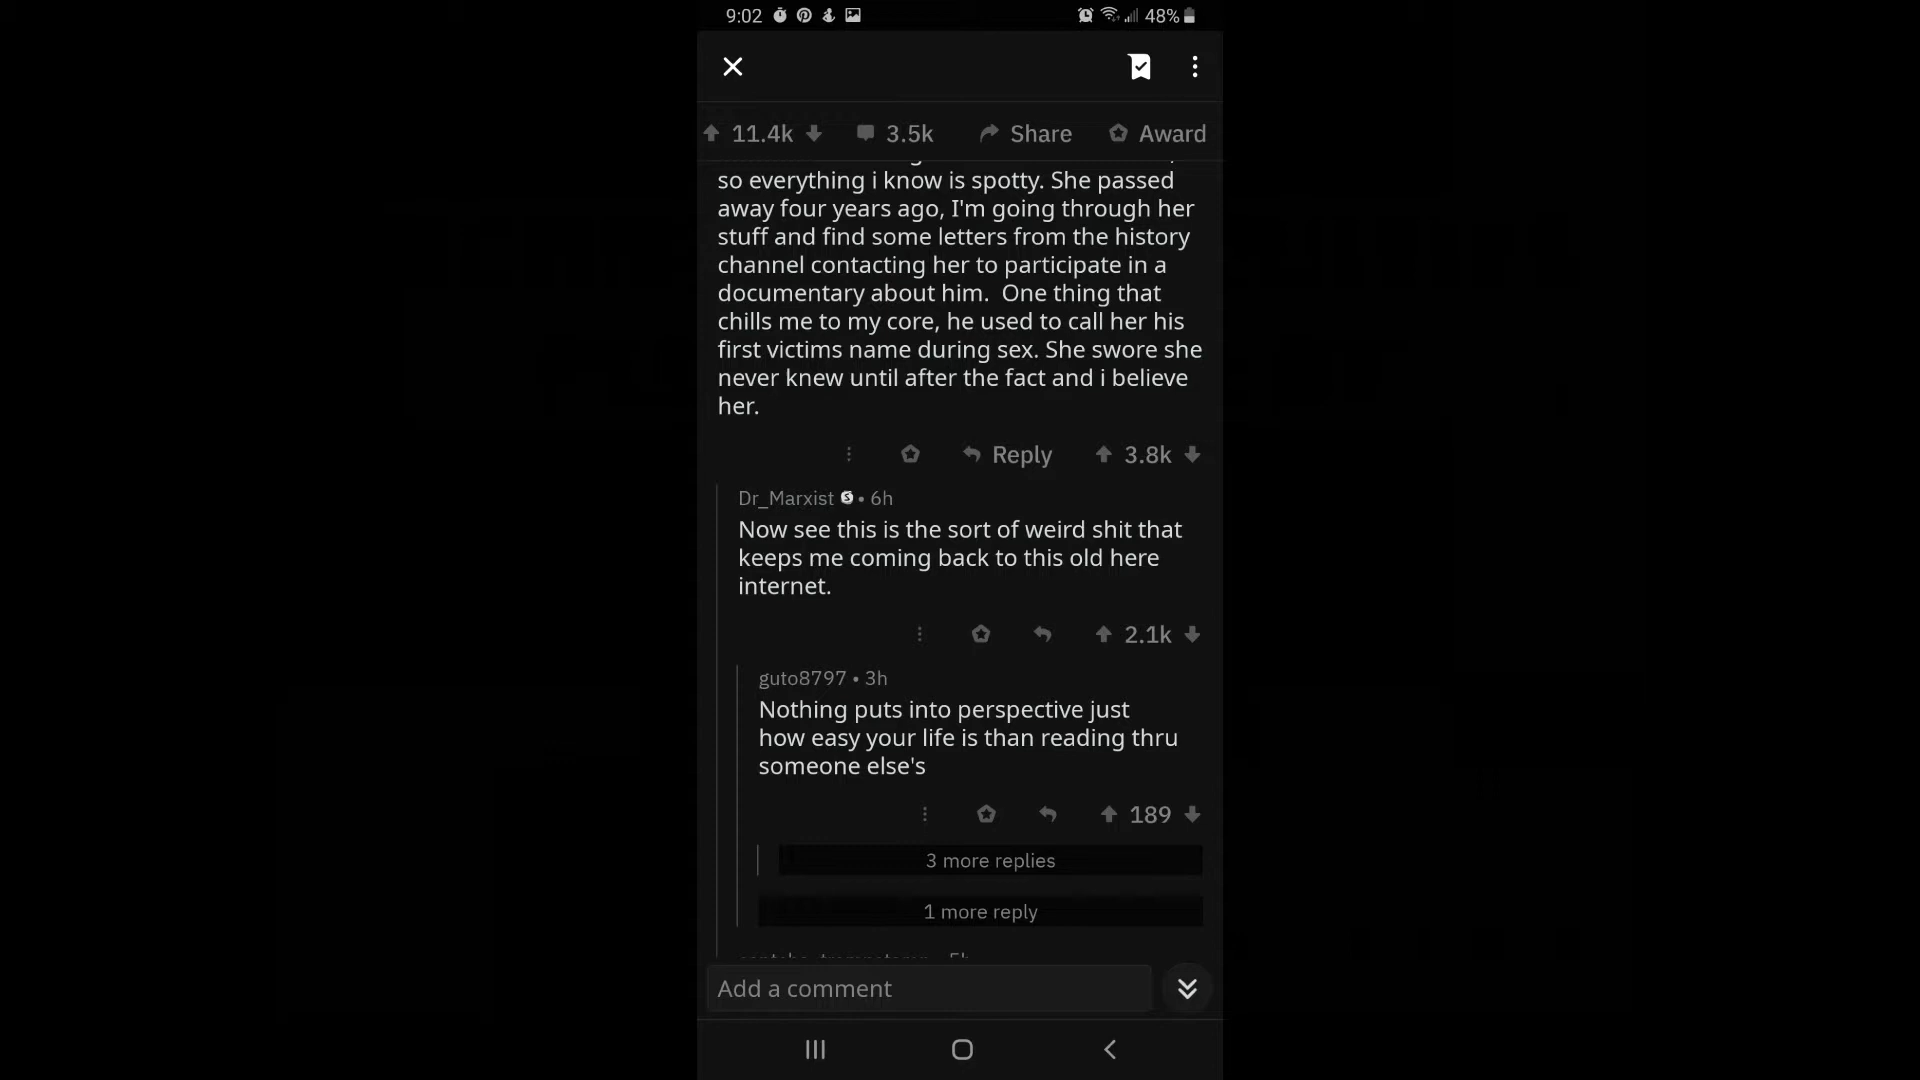 9:02
48%
11.4k
3.5k
Share
Award
so everything i know is spotty. She passed
away four years ago, I'm going through her
stuff and find some letters from the history
channel contacting her to participate in a
documentary about him.  One thing that
chills me to my core, he used to call her his
first victims name during sex. She swore she
never knew until after the fact and i believe
her.
Reply
3.8k
Dr_Marxist • 6h
Now see this is the sort of weird shit that
keeps me coming back to this old here
internet.
2.1k
guto8797 • 3h
Nothing puts into perspective just
how easy your life is than reading thru
someone else's
189
3 more replies
1 more reply
Add a comment